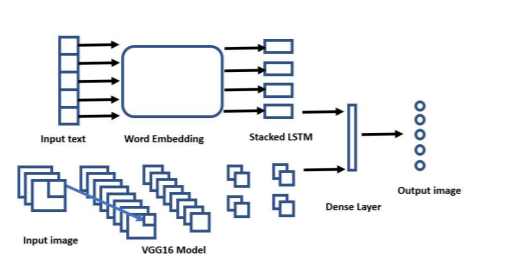 Input text
Word Embedding
Stacked LSTM
Output image
Dense Layer
Input image
VGG16 Model